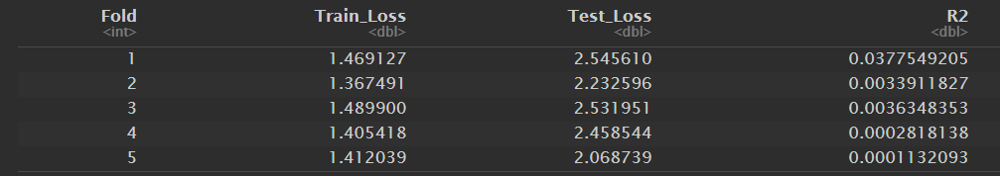 Fold Train_Loss Test_Loss R2
<int> <dbl> <dbl> <dbl>
1 1.469127 2.545610 0.0377549205
2 1.367491 2.232596 0.0033911827
3 1.489900 2.531951 0.0036348353
4 1.405418 2.458544 0.0002818138
5 1.412039 2.068739 0.0001132093